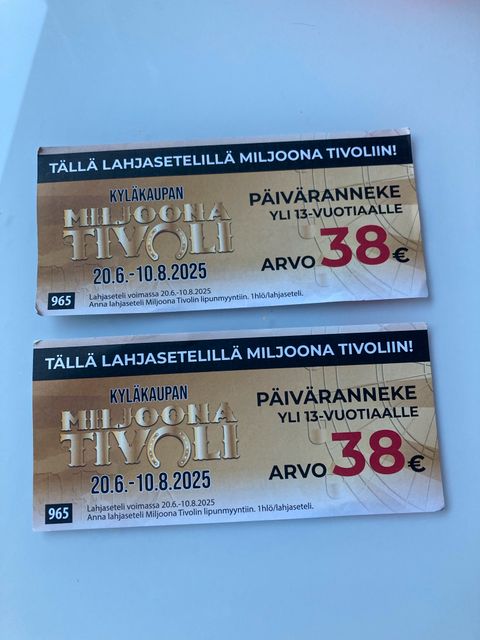 TÄLLÄ LAHJASETELILLÄ MILJOONA TIVOLIIN!
KYLÄKAUPAN
MILJOONA
TIVOLI
20.6.-10.8.2025
PÄIVÄRANNEKE
YLI 13-VUOTIAALLE
ARVO 38€
965
Lahjaseteli voimassa 20.6.-10.8.2025
Anna lahjaseteli Miljoona Tivolin lipunmyyntiin. 1hlö/lahjaseteli.
TÄLLÄ LAHJASETELILLÄ MILJOONA TIVOLIIN!
KYLÄKAUPAN
MILJOONA
TIVOLI
20.6.-10.8.2025
PÄIVÄRANNEKE
YLI 13-VUOTIAALLE
ARVO 38€
965
Lahjaseteli voimassa 20.6.-10.8.2025
Anna lahjaseteli Miljoona Tivolin lipunmyyntiin. 1hlö/lahjaseteli.